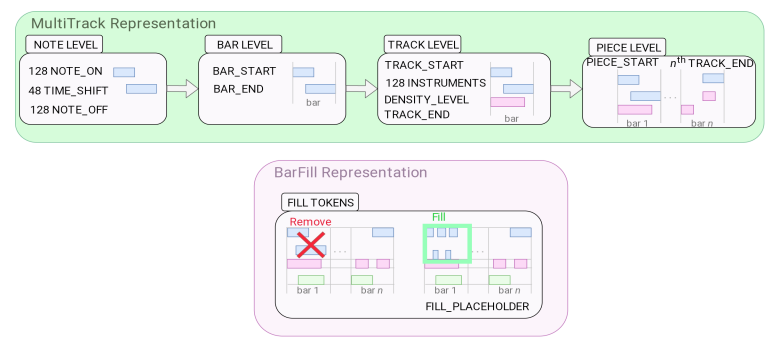 MultiTrack Representation
NOTE LEVEL
128 NOTE_ON
48 TIME_SHIFT
128 NOTE_OFF
BAR LEVEL
BAR_START
BAR_END
bar
TRACK LEVEL
TRACK_START
128 INSTRUMENTS
DENSITY_LEVEL
TRACK_END
bar
PIECE LEVEL
PIECE_START nth TRACK_END
. . .
bar 1 bar n
BarFill Representation
FILL TOKENS
Remove
. . .
bar 1 bar n
Fill
. . .
bar 1 bar n
FILL_PLACEHOLDER